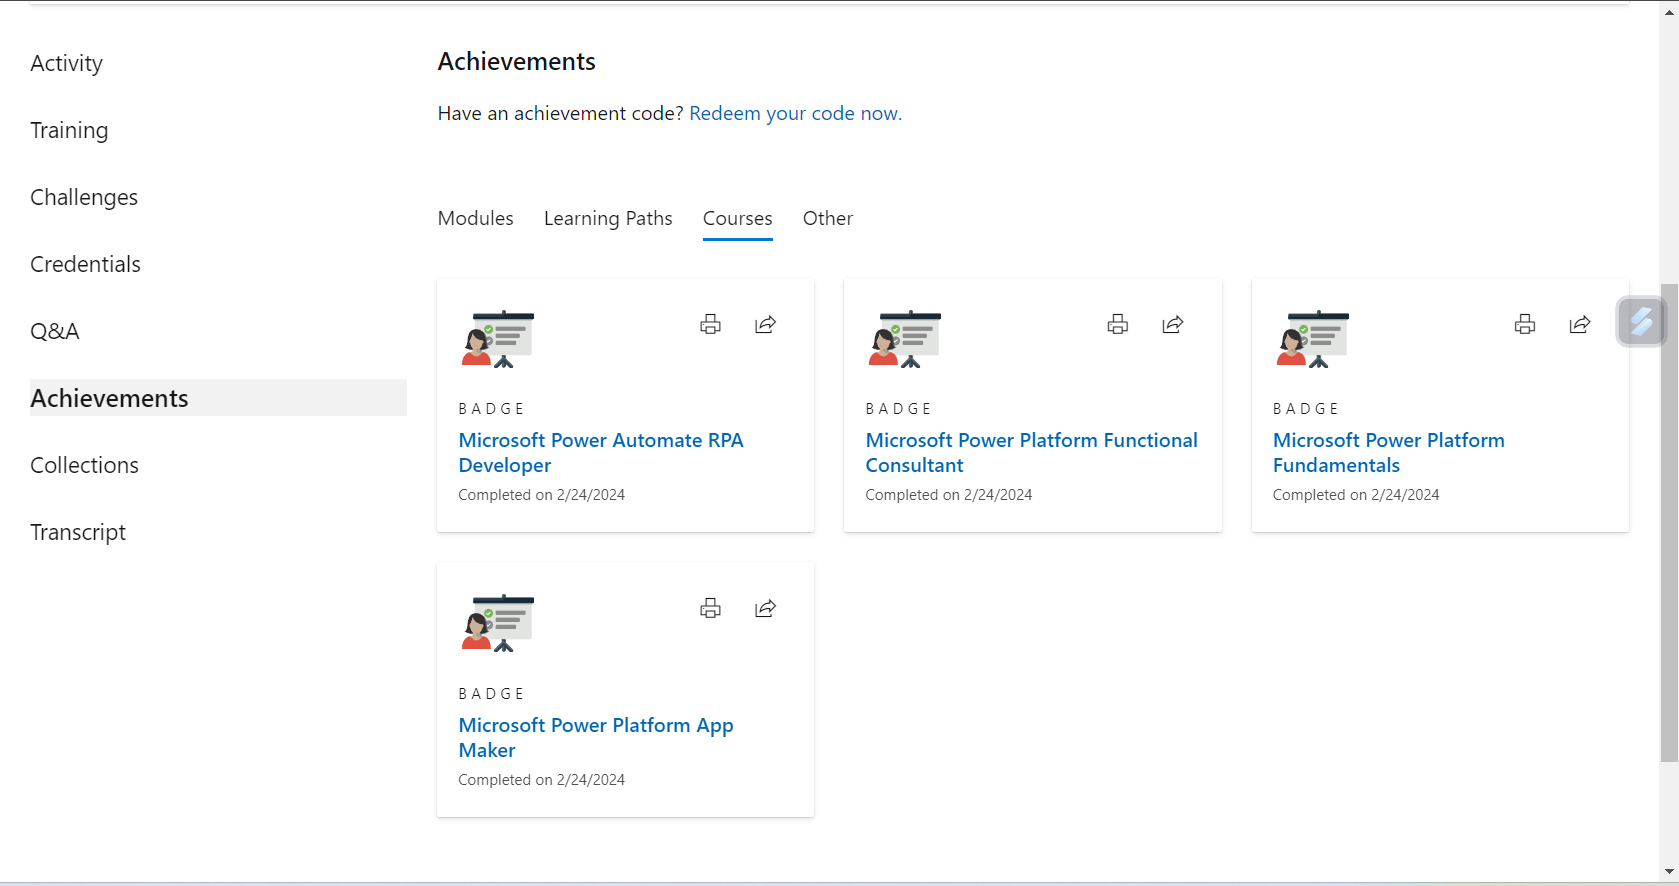 Activity
Training
Challenges
Credentials
Q&A
Achievements
Collections
Transcript
Achievements
Have an achievement code? Redeem your code now.
Modules Learning Paths Courses Other
BADGE
Microsoft Power Automate RPA
Developer
Completed on 2/24/2024
BADGE
Microsoft Power Platform Functional
Consultant
Completed on 2/24/2024
BADGE
Microsoft Power Platform
Fundamentals
Completed on 2/24/2024
BADGE
Microsoft Power Platform App
Maker
Completed on 2/24/2024